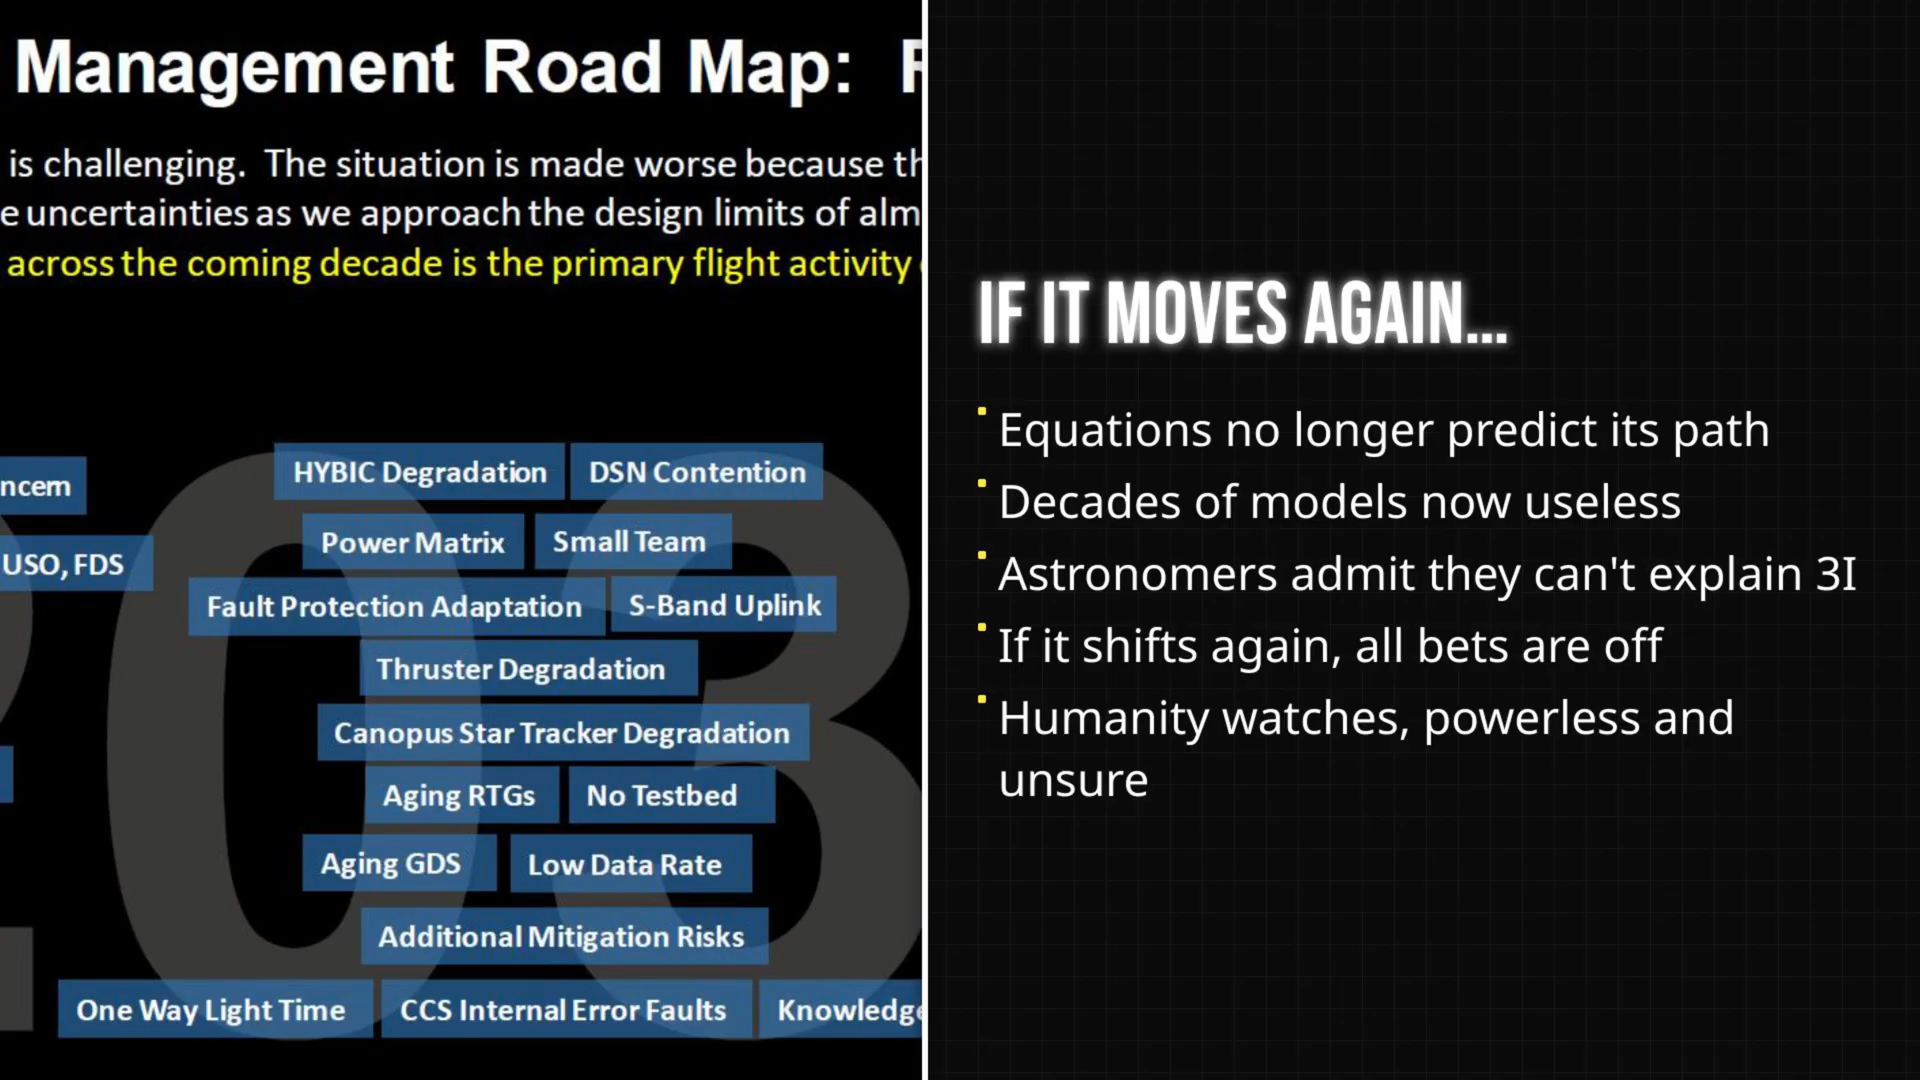 Management Road Map:
is challenging. The situation is made worse because th
e uncertainties as we approach the design limits of alm
across the coming decade is the primary flight activity
ncern
USO, FDS
HYBIC Degradation
DSN Contention
Power Matrix
Small Team
Fault Protection Adaptation
S-Band Uplink
Thruster Degradation
Canopus Star Tracker Degradation
Aging RTGs
No Testbed
Aging GDS
Low Data Rate
Additional Mitigation Risks
One Way Light Time
CCS Internal Error Faults
Knowledge
03
IF IT MOVES AGAIN...
Equations no longer predict its path
Decades of models now useless
Astronomers admit they can't explain 3I
If it shifts again, all bets are off
Humanity watches, powerless and
unsure